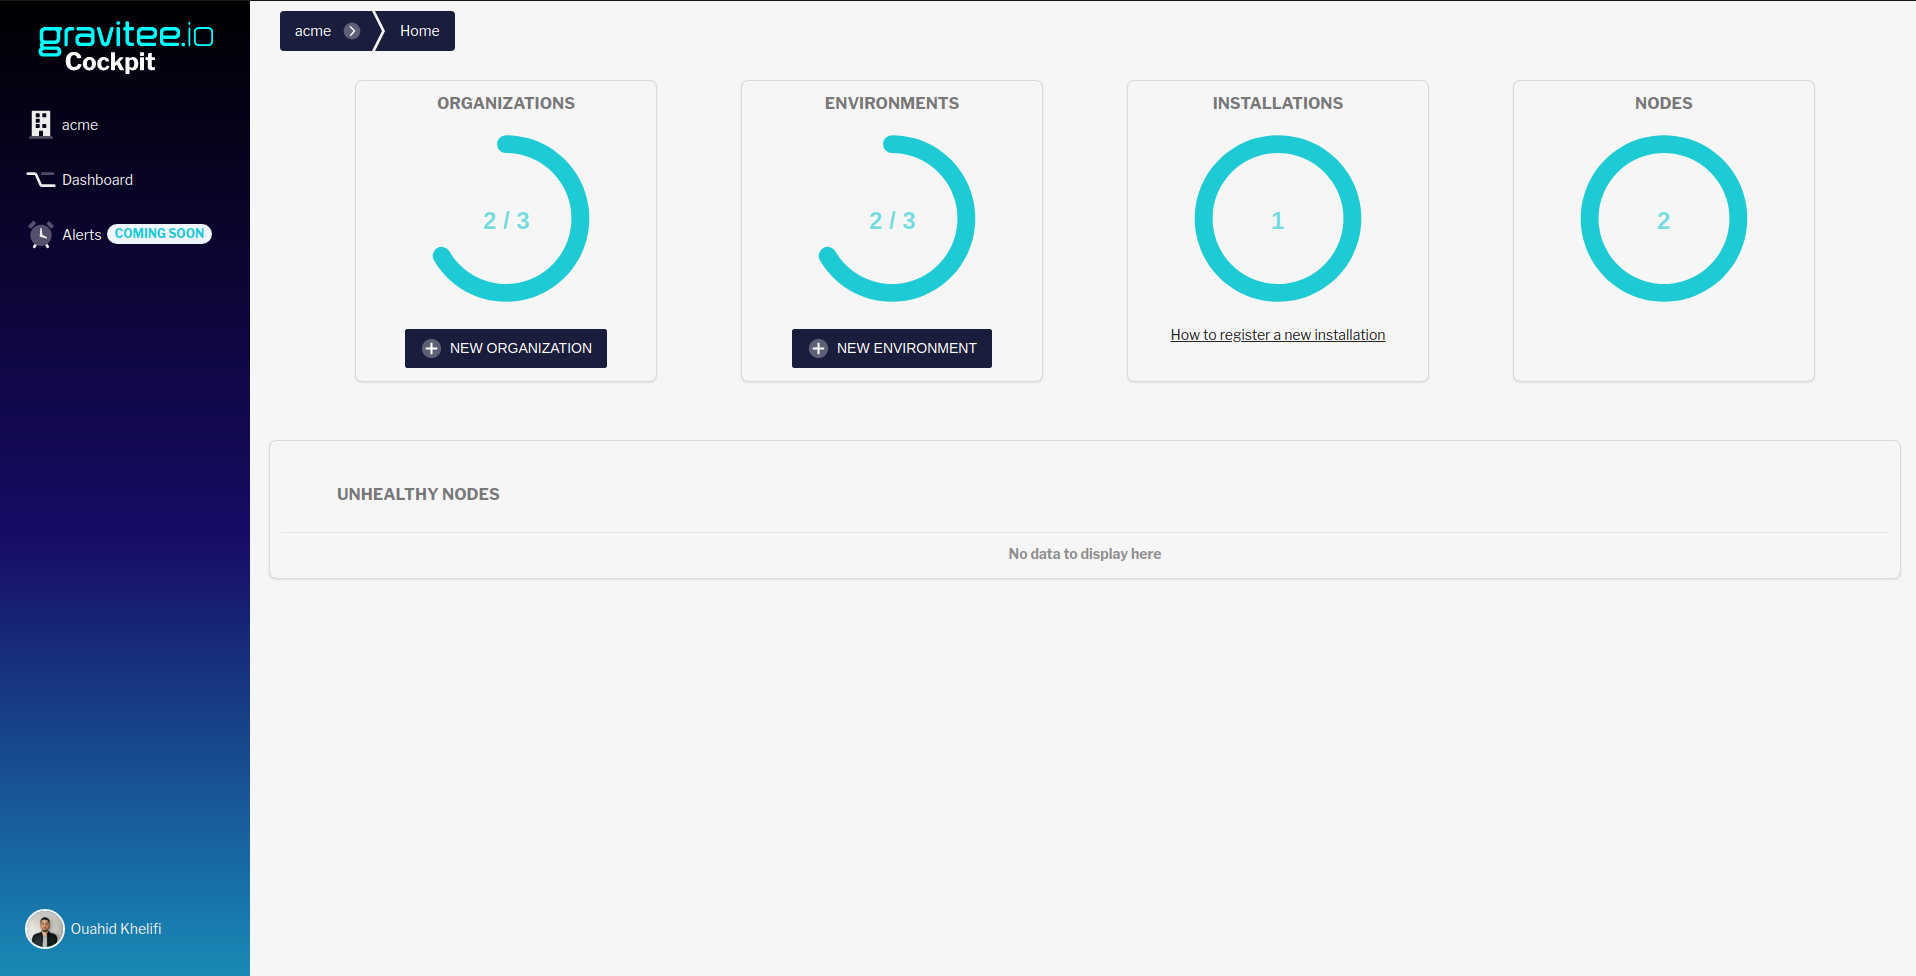 gravitee.io
Cockpit
acme
Dashboard
Alerts COMING SOON
Ouahid Khelifi
acme Home
ORGANIZATIONS
2 / 3
NEW ORGANIZATION
ENVIRONMENTS
2 / 3
NEW ENVIRONMENT
INSTALLATIONS
1
How to register a new installation
NODES
2
UNHEALTHY NODES
No data to display here